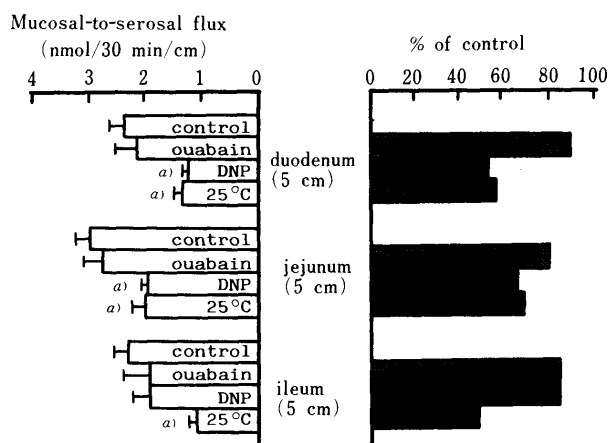 Mucosal-to-serosal flux
(nmol/30 min/cm)
4 3 2 1 0
control
ouabain
a) DNP
a) 25°C
duodenum
(5 cm)
control
ouabain
a) DNP
a) 25°C
jejunum
(5 cm)
control
ouabain
DNP
a) 25°C
ileum
(5 cm)
% of control
0 20 40 60 80 100